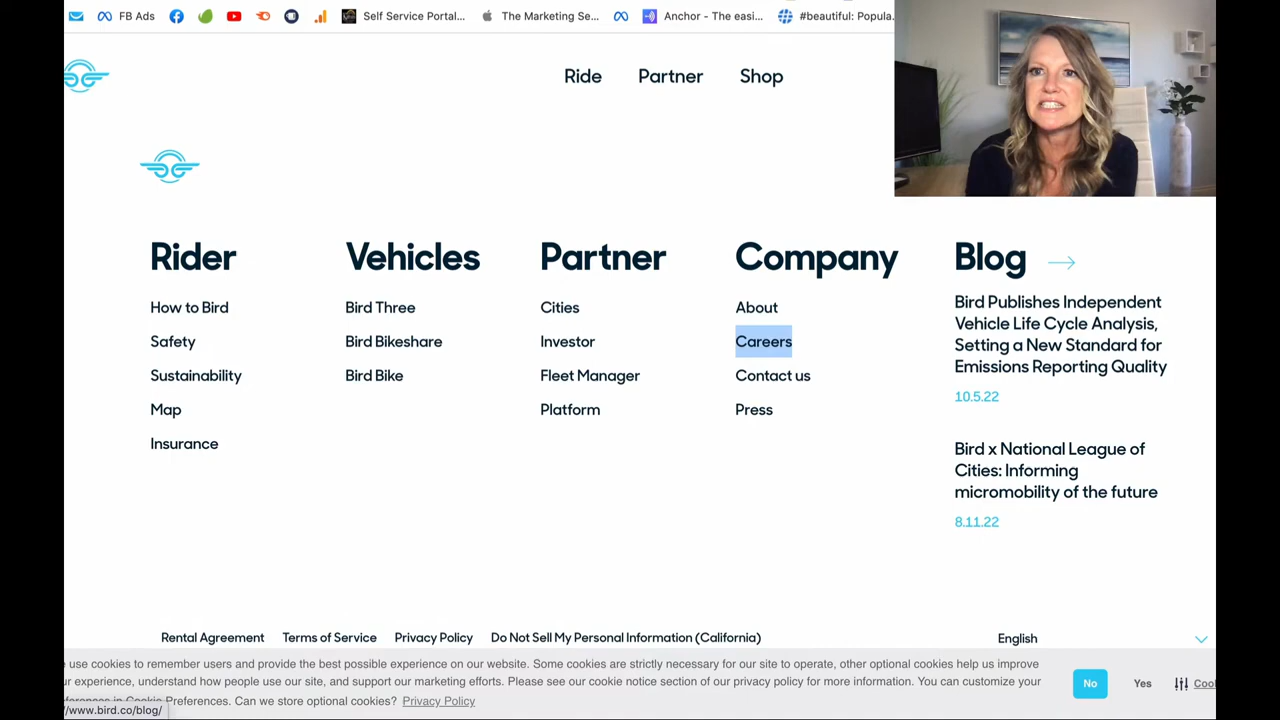 FB Ads
Self Service Portal...
The Marketing Se...
Anchor - The easi...
#beautiful: Popula.
Ride
Partner
Shop
Rider
How to Bird
Safety
Sustainability
Map
Insurance
Vehicles
Bird Three
Bird Bikeshare
Bird Bike
Partner
Cities
Investor
Fleet Manager
Platform
Company
About
Careers
Contact us
Press
Blog
Bird Publishes Independent
Vehicle Life Cycle Analysis,
Setting a New Standard for
Emissions Reporting Quality
10.5.22
Bird x National League of
Cities: Informing
micromobility of the future
8.11.22
Rental Agreement
Terms of Service
Privacy Policy
Do Not Sell My Personal Information (California)
English
use cookies to remember users and provide the best possible experience on our website. Some cookies are strictly necessary for our site to operate, other optional cookies help us improve
experience, understand how people use our site, and support our marketing efforts. Please see our cookie notice section of our privacy policy for more information. You can customize your
Preferences. Can we store optional cookies? Privacy Policy
No
Yes
/www.bird.co/blog/